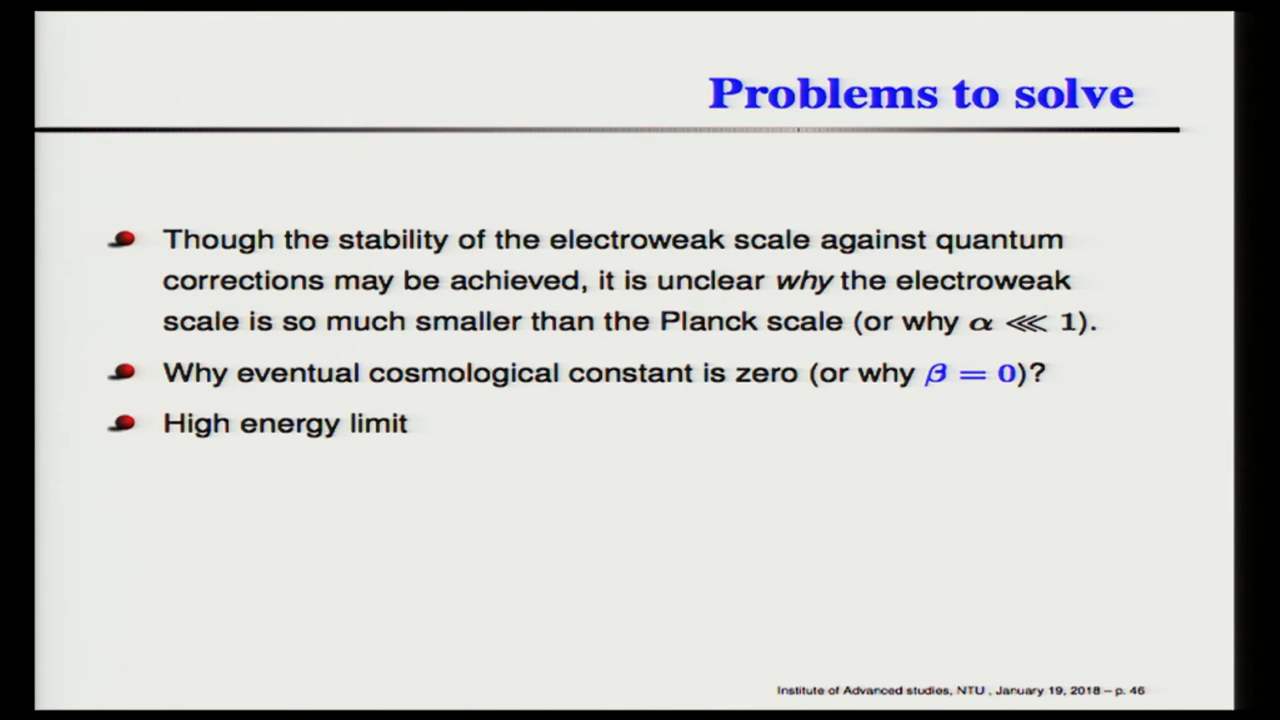 Problems to solve
Though the stability of the electroweak scale against quantum
corrections may be achieved, it is unclear why the electroweak
scale is so much smaller than the Planck scale (or why α ⋘ 1).
Why eventual cosmological constant is zero (or why β = 0)?
High energy limit
Institute of Advanced studies, NTU , January 19, 2018 – p. 46